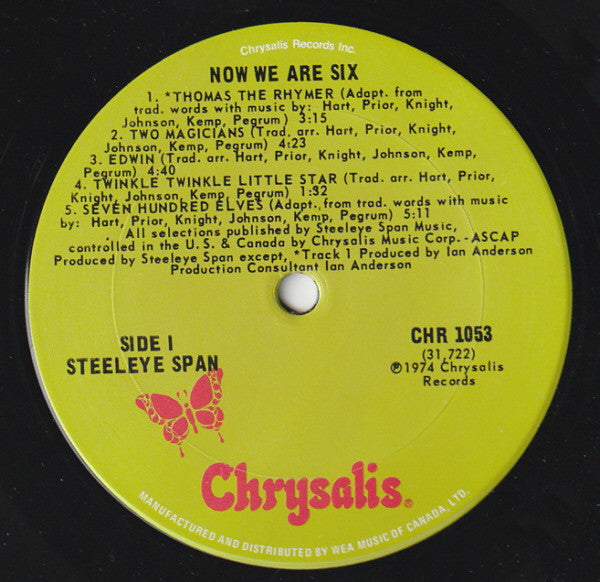 Chrysalis Records Inc.
NOW WE ARE SIX
1. *THOMAS THE RHYMER (Adapt. from
trad. words with music by: Hart, Prior, Knight,
Johnson, Kemp, Pegrum) 3:15
2. TWO MAGICIANS (Trad. arr. Hart, Prior, Knight,
Johnson, Kemp, Pegrum) 4:23
3. EDWIN (Trad. arr. Hart, Prior, Knight, Johnson, Kemp,
Pegrum) 4:40
4. TWINKLE TWINKLE LITTLE STAR (Trad. arr. Hart, Prior,
Knight, Johnson, Kemp, Pegrum) 1:32
5. SEVEN HUNDRED ELVES (Adapt. from trad. words with music
by: Hart, Prior, Knight, Johnson, Kemp, Pegrum) 5:11
All selections published by Steeleye Span Music,
controlled in the U.S. & Canada by Chrysalis Music Corp. -ASCAP
Produced by Steeleye Span except, *Track 1 Produced by Ian Anderson
Production Consultant Ian Anderson
SIDE I
STEELEYE SPAN
CHR 1053
(31,722)
℗1974 Chrysalis
Records
Chrysalis®
MANUFACTURED AND DISTRIBUTED BY WEA MUSIC OF CANADA, LTD.